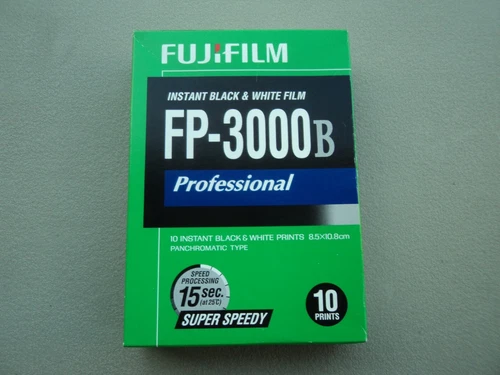 FUJIFILM
INSTANT BLACK & WHITE FILM
FP-3000B
Professional
10 INSTANT BLACK & WHITE PRINTS 8.5×10.8cm
PANCHROMATIC TYPE
SPEED
PROCESSING
15 sec.
(at 25℃)
SUPER SPEEDY
10
PRINTS